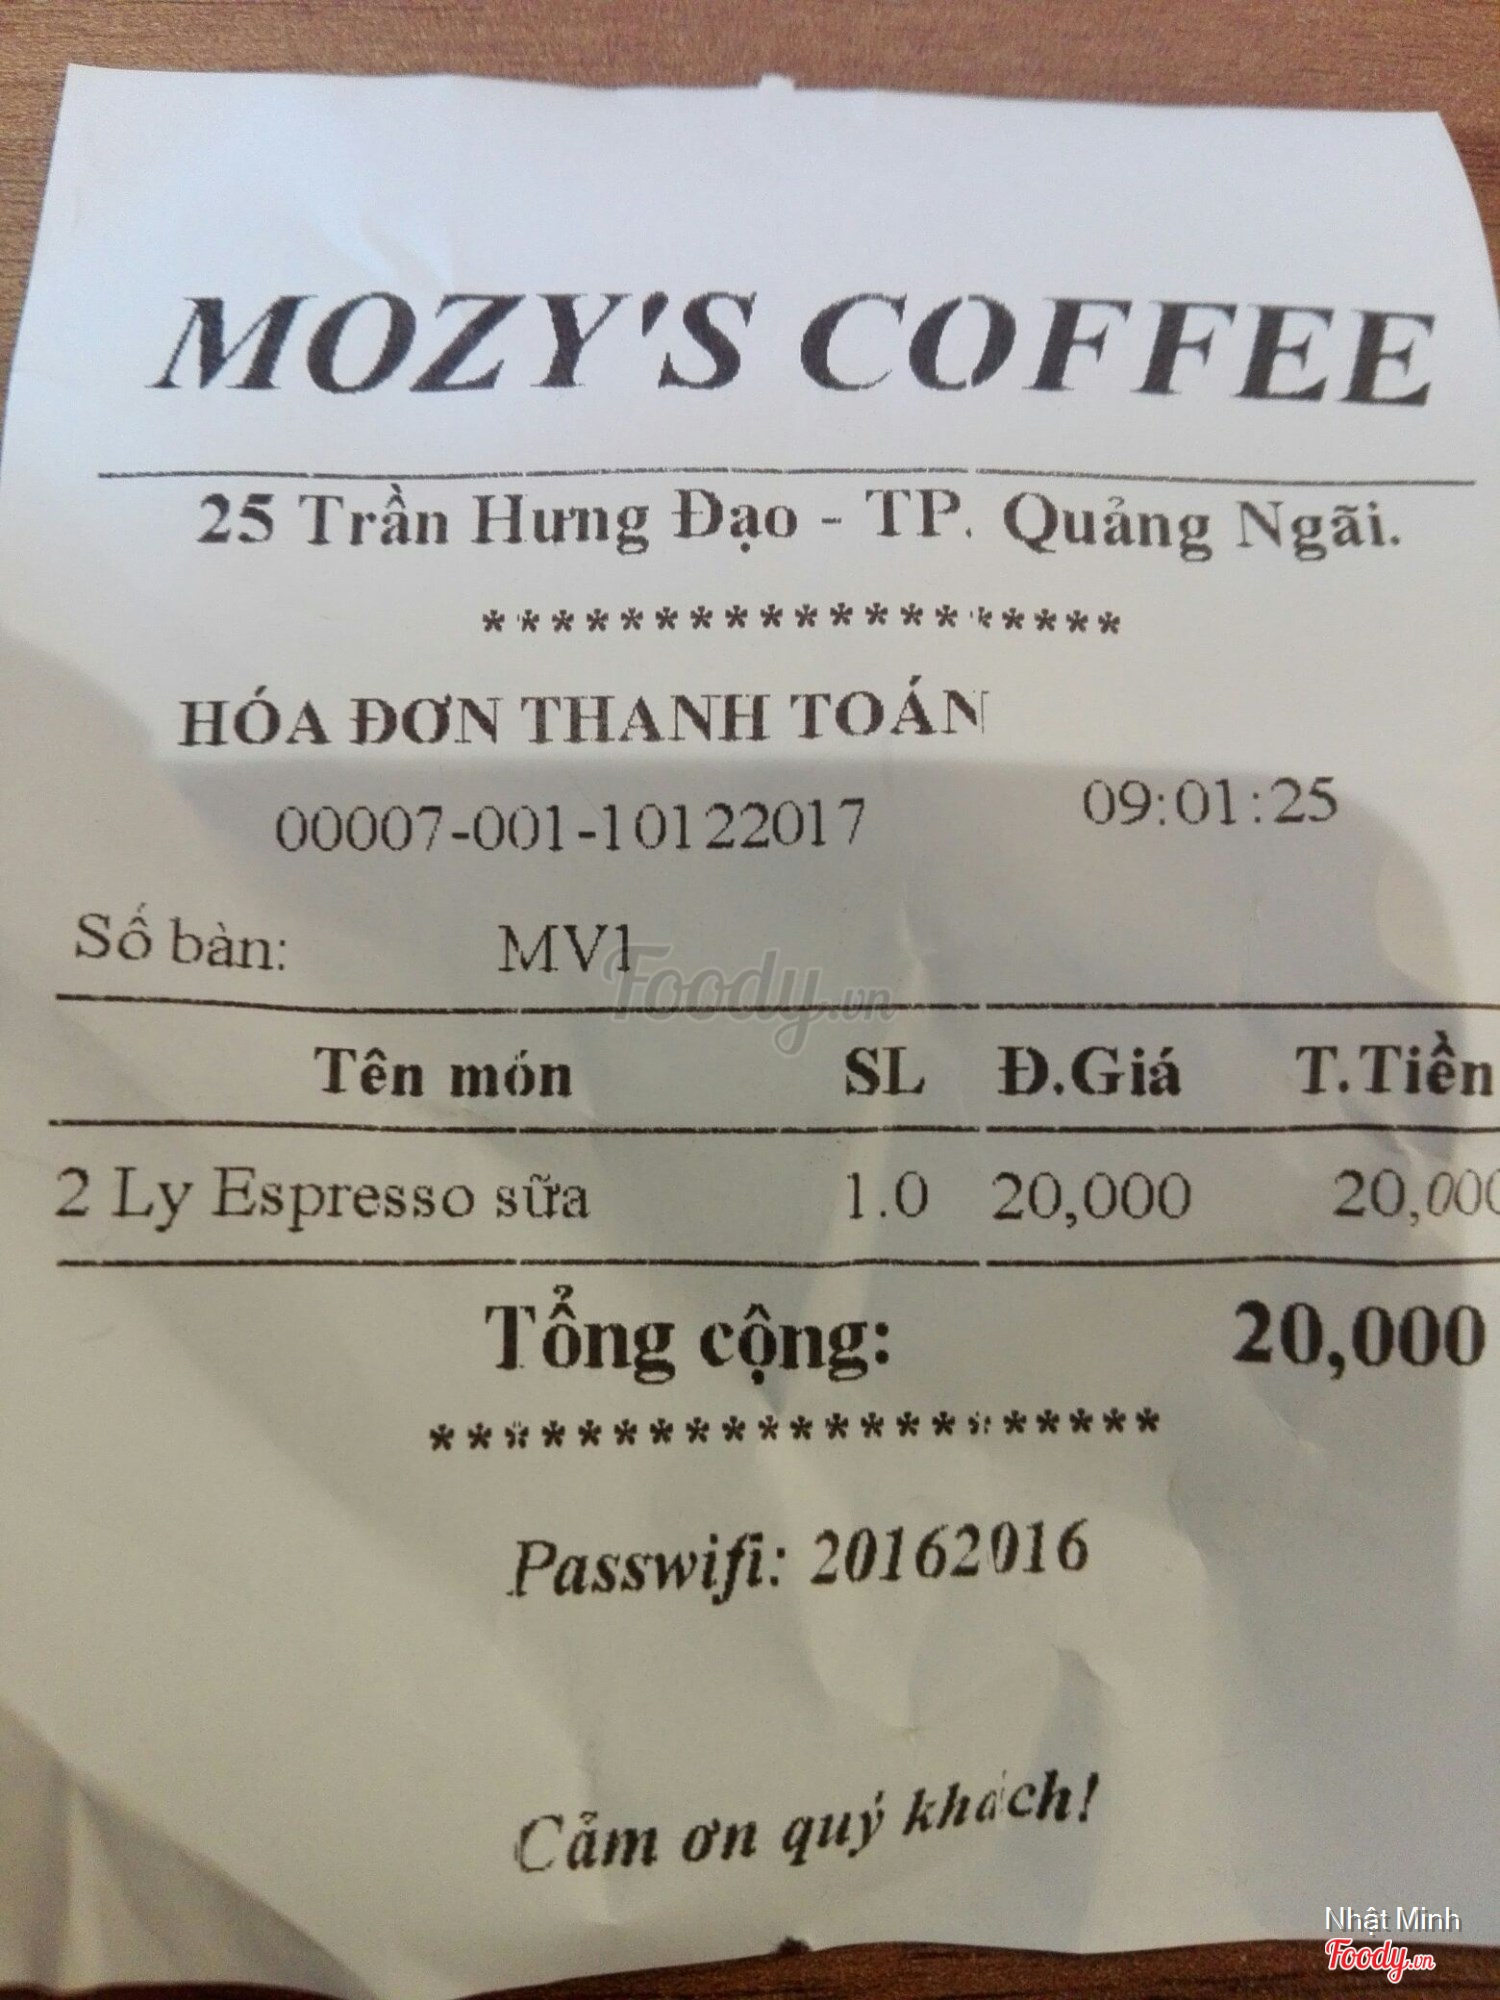 MOZY'S COFFEE
25 Trần Hưng Đạo - TP. Quảng Ngãi.
*******************
HÓA ĐƠN THANH TOÁN
00007-001-10122017 09:01:25
Số bàn: MV1
Foody.vn
Tên món SL Đ.Giá T.Tiền
2 Ly Espresso sữa 1.0 20,000 20,000
Tổng cộng: 20,000
*********************
Passwifi: 20162016
Cảm ơn quý khách!
Nhật Minh
Foody.vn